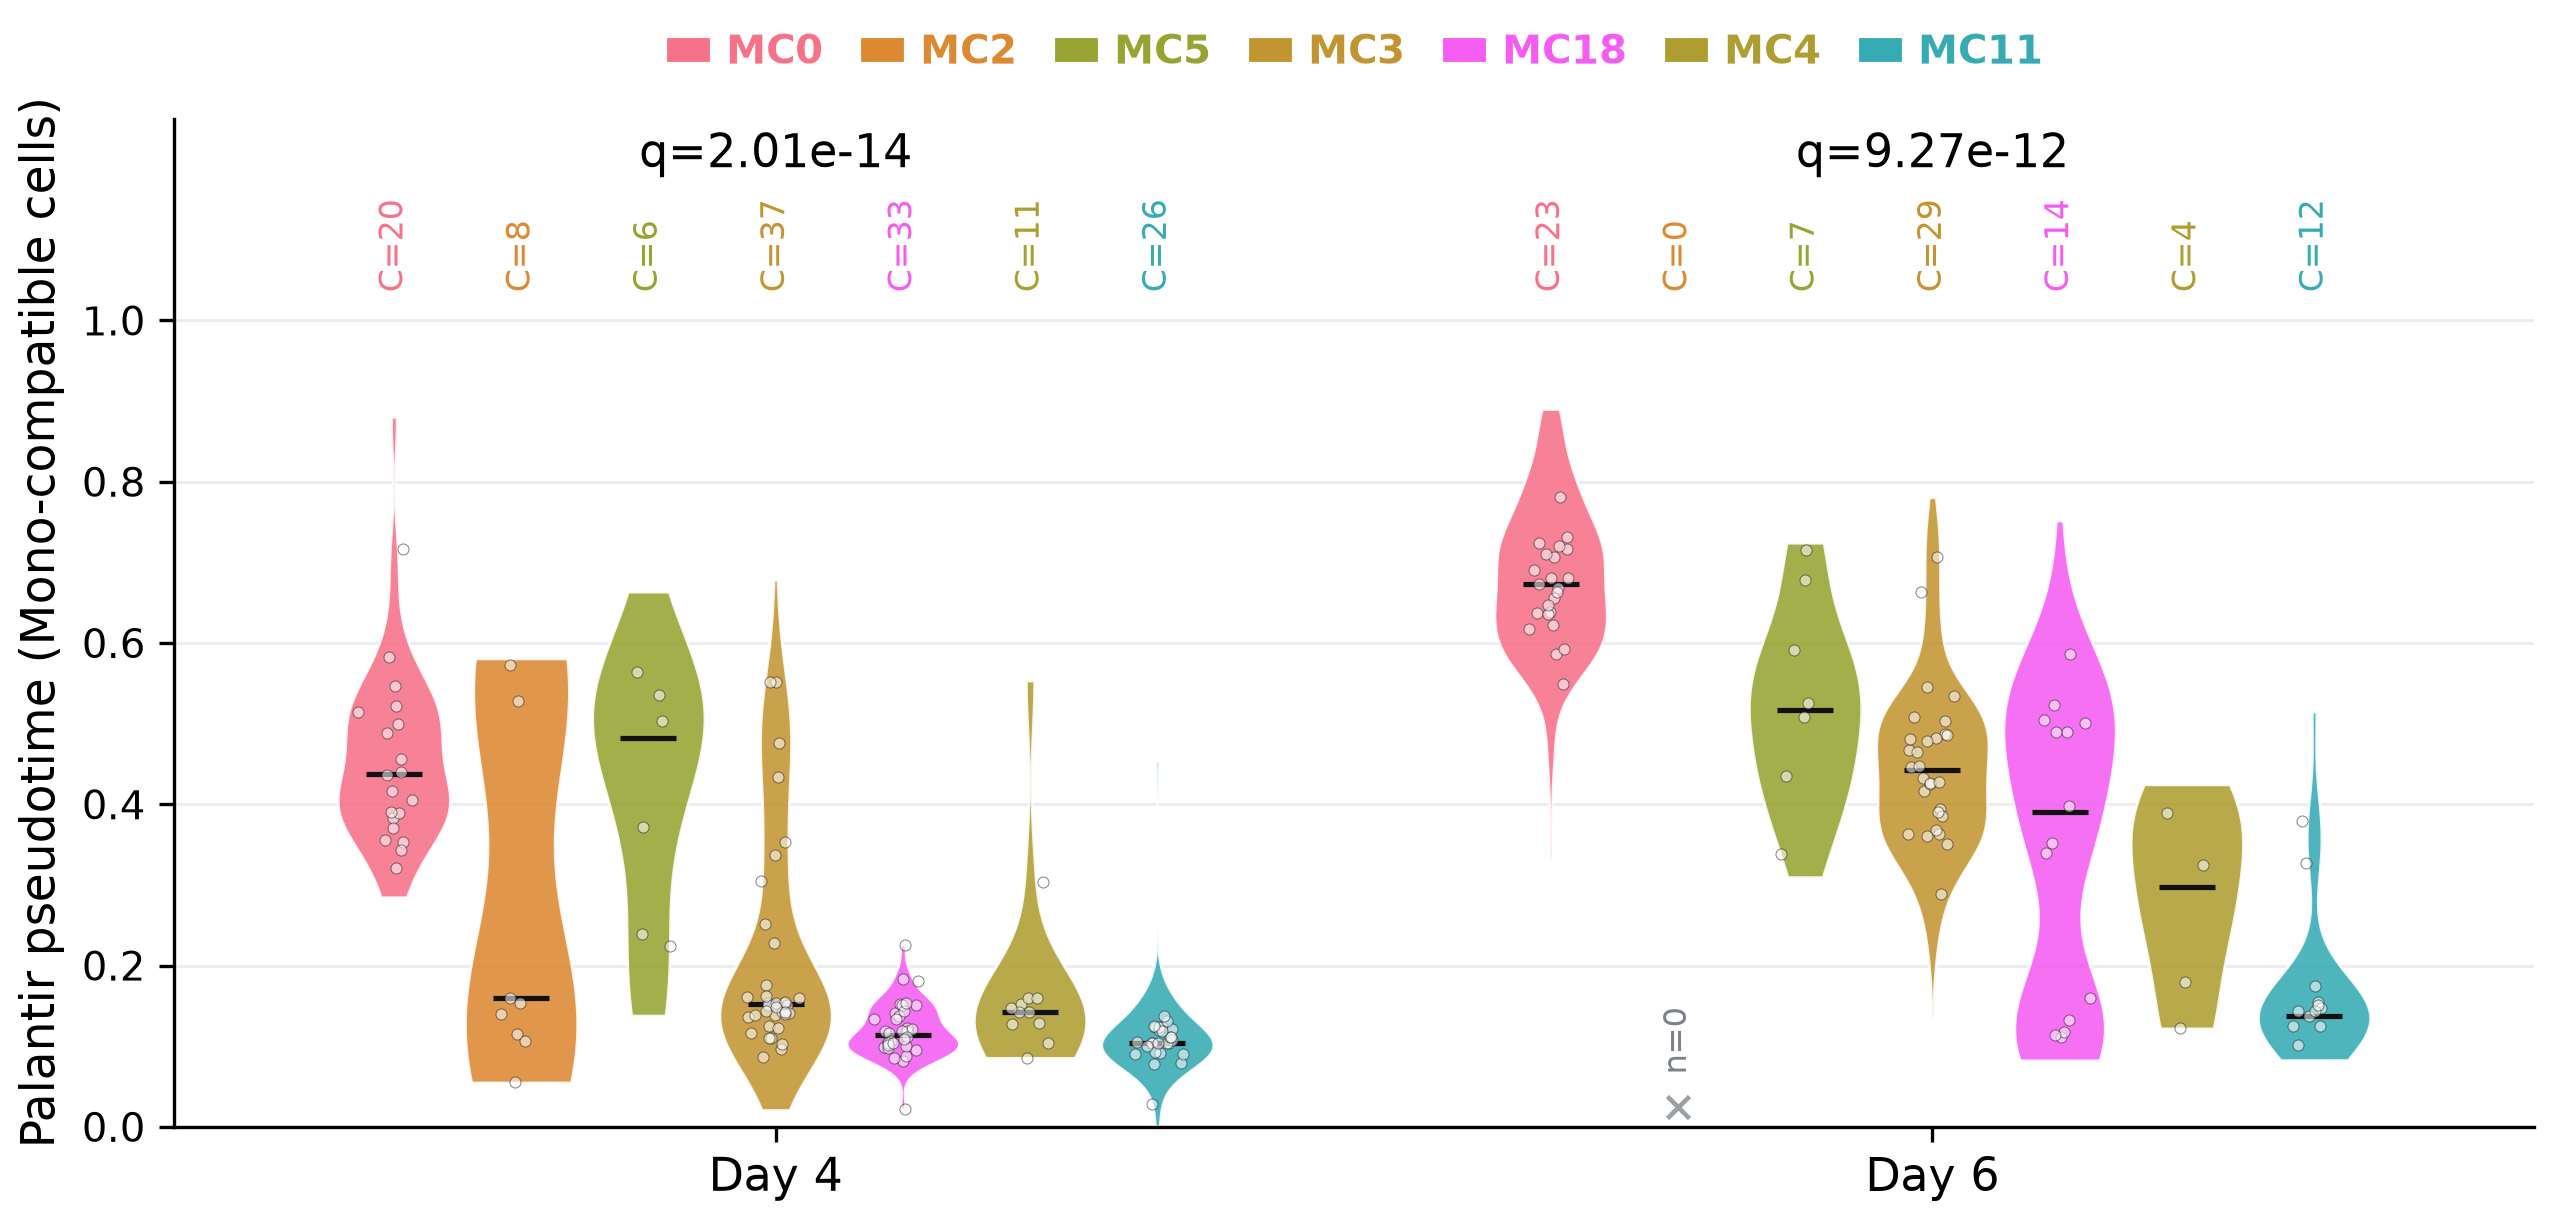 MC0 MC2 MC5 MC3 MC18 MC4 MC11
Palantir pseudotime (Mono-compatible cells)
q=2.01e-14 q=9.27e-12
C=20 C=8 C=6 C=37 C=33 C=11 C=26 C=23 C=0 C=7 C=29 C=14 C=4 C=12
1.0
0.8
0.6
0.4
0.2
0.0
n=0
Day 4 Day 6